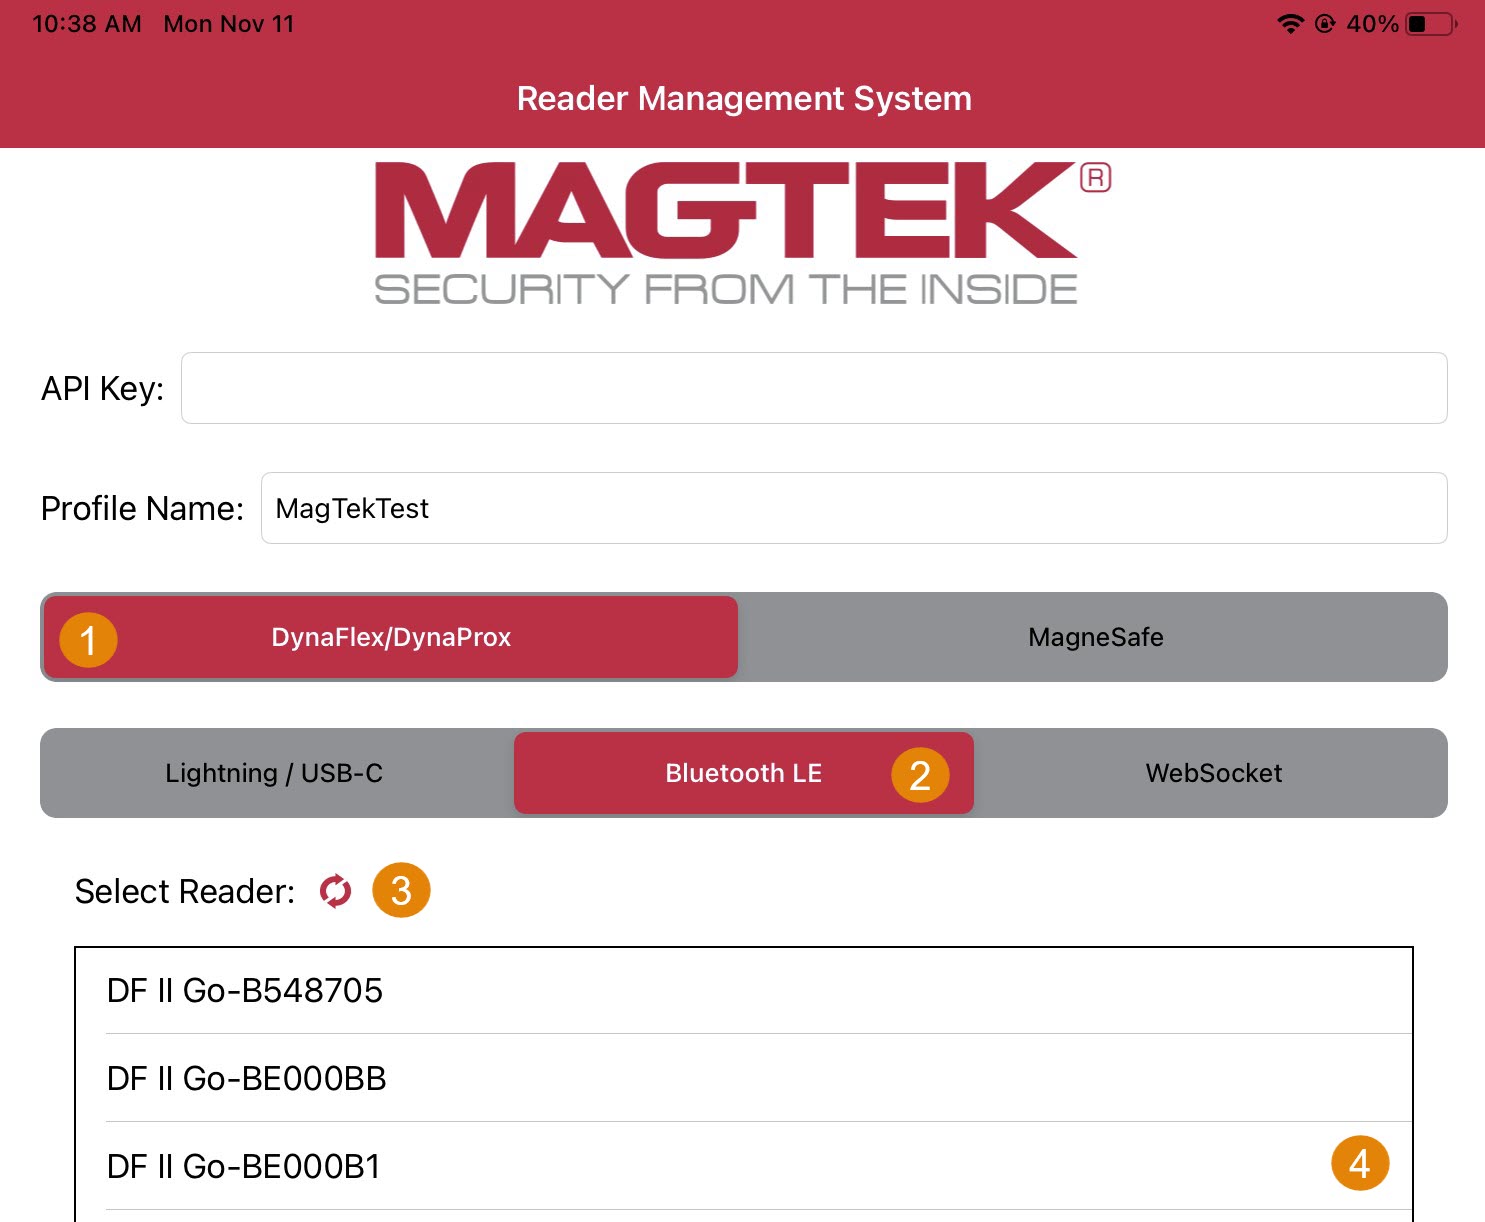 10:38 AM Mon Nov 11 40%
Reader Management System
MAGTEK®
SECURITY FROM THE INSIDE
API Key:
Profile Name: MagTekTest
1 DynaFlex/DynaProx MagneSafe
Lightning / USB-C Bluetooth LE 2 WebSocket
Select Reader: 3
DF II Go-B548705
DF II Go-BE000BB
DF II Go-BE000B1 4